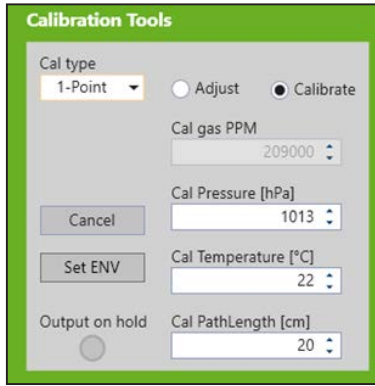 Calibration Tools
Cal type
1-Point
Adjust
Calibrate
Cal gas PPM
209000
Cal Pressure [hPa]
Cancel
1013
Cal Temperature [°C]
Set ENV
22
Output on hold
Cal PathLength [cm]
20